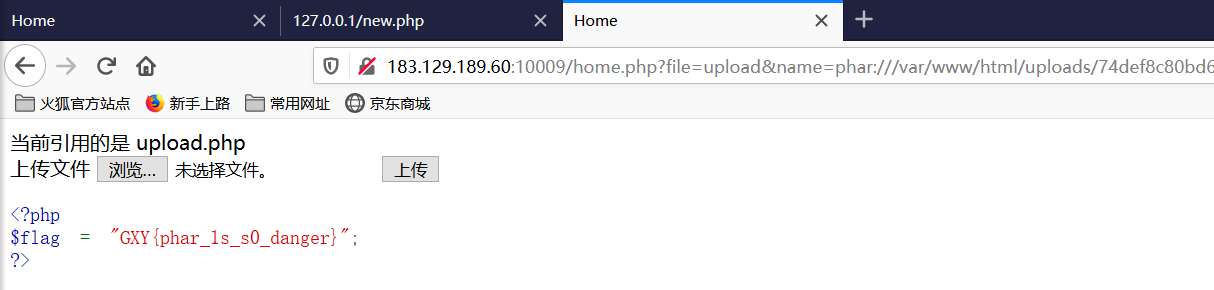 Home
127.0.0.1/new.php
Home
183.129.189.60:10009/home.php?file=upload&name=phar:///var/www/html/uploads/74def8c80bd6
火狐官方站点 新手上路 常用网址 京东商城
当前引用的是 upload.php
上传文件 浏览... 未选择文件。 上传
<?php
$flag = "GXY{phar_1s_s0_danger}";
?>